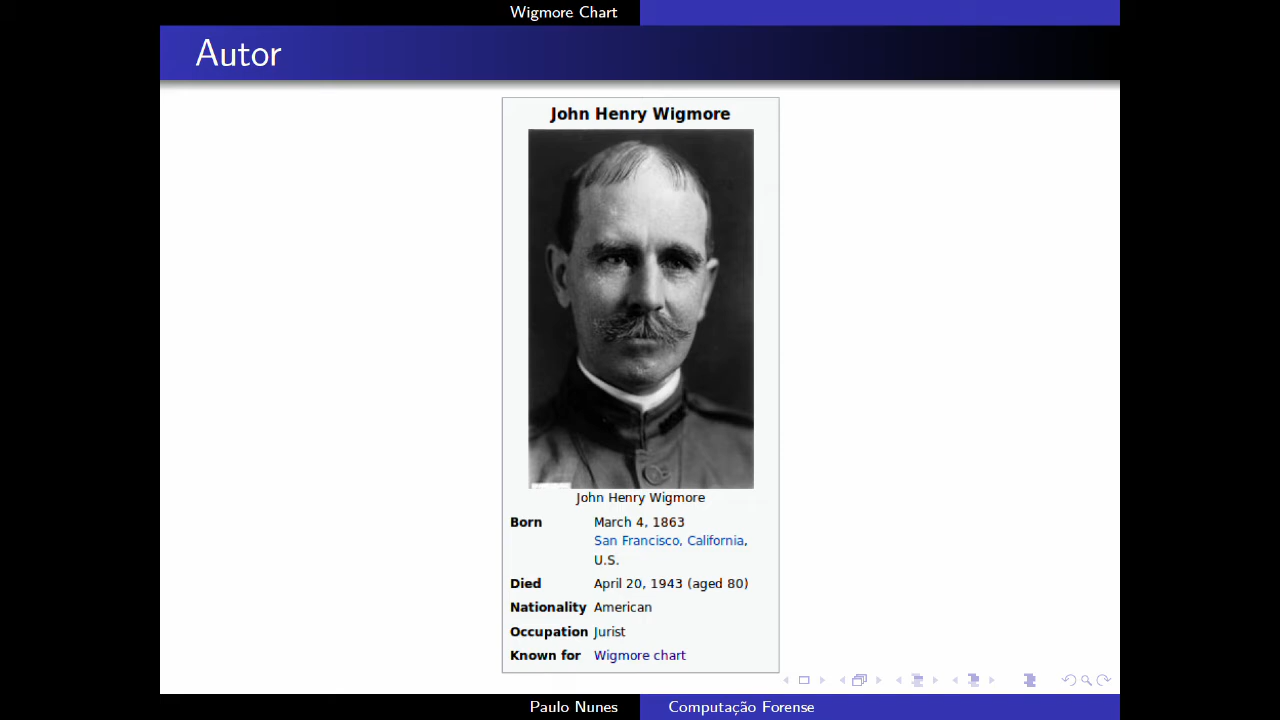 Wigmore Chart
Autor
John Henry Wigmore
John Henry Wigmore
Born March 4, 1863
San Francisco, California,
U.S.
Died April 20, 1943 (aged 80)
Nationality American
Occupation Jurist
Known for Wigmore chart
Paulo Nunes Computação Forense